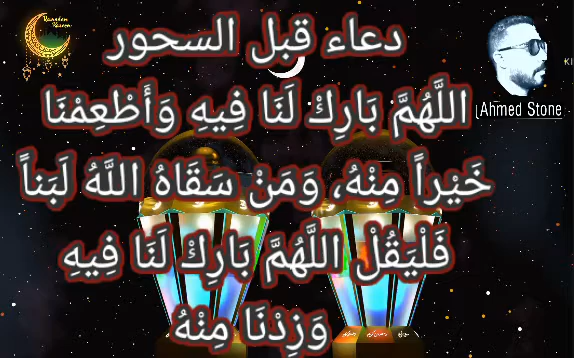 دعاء قبل السحور
Ramadan
Kareem
اللَّهُمَّ بَارِكْ لَنَا فِيهِ وَأَطْعِمْنَا
Ahmed Stone
خَيْراً مِنْهُ، وَمَنْ سَقَاهُ اللَّهُ لَبَناً
فَلْيَقُلْ اللَّهُمَّ بَارِكْ لَنَا فِيهِ
وَزِدْنَا مِنْهُ